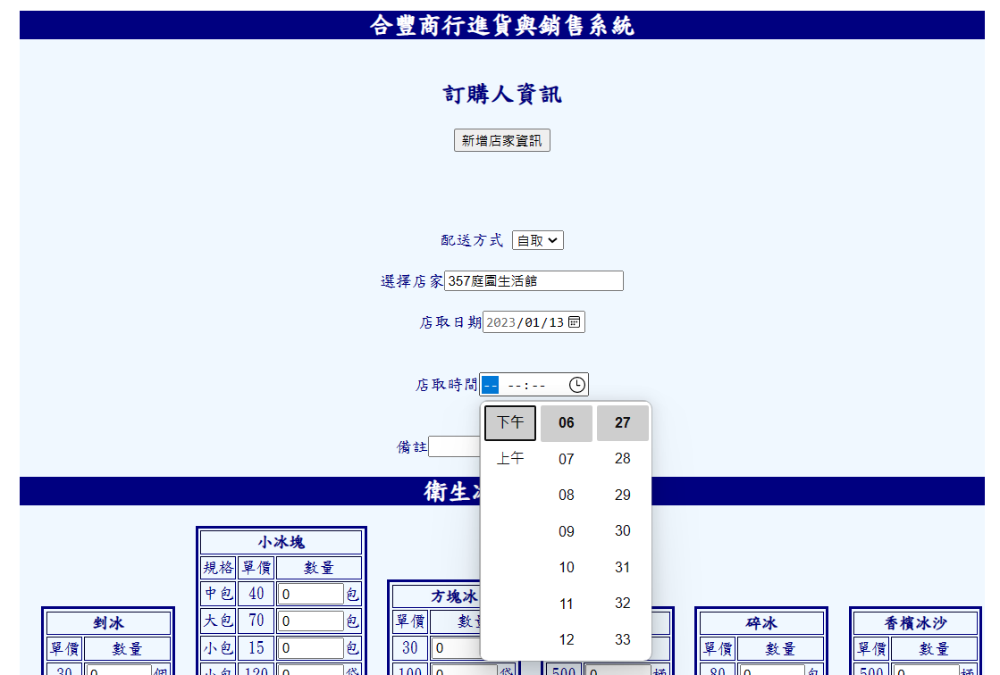 合豐商行進貨與銷售系統
訂購人資訊
新增店家資訊
配送方式 自取
選擇店家 357庭園生活館
店取日期 2023/01/13
店取時間 -- --:--
下午 06 27
上午 07 28
08 29
09 30
10 31
11 32
12 33
備註
衛生冰
小冰塊
規格 單價 數量
中包 40 0 包
大包 70 0 包
小包 15 0 包
小包 120 0 袋
方塊冰
單價 數量
30 0
100 0 袋
剉冰
單價 數量
30 0 個
500 0 桶
碎冰
單價 數量
80 0 包
香檳冰沙
單價 數量
500 0 桶